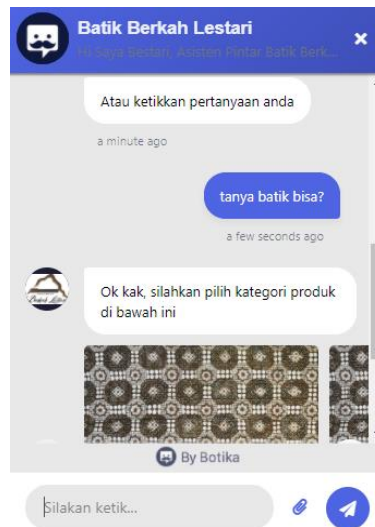 Batik Berkah Lestari
Hi Saya Bestari, Asisten Pintar Batik Berk...
Atau ketikkan pertanyaan anda
a minute ago
tanya batik bisa?
a few seconds ago
Ok kak, silahkan pilih kategori produk
di bawah ini
By Botika
Silakan ketik...